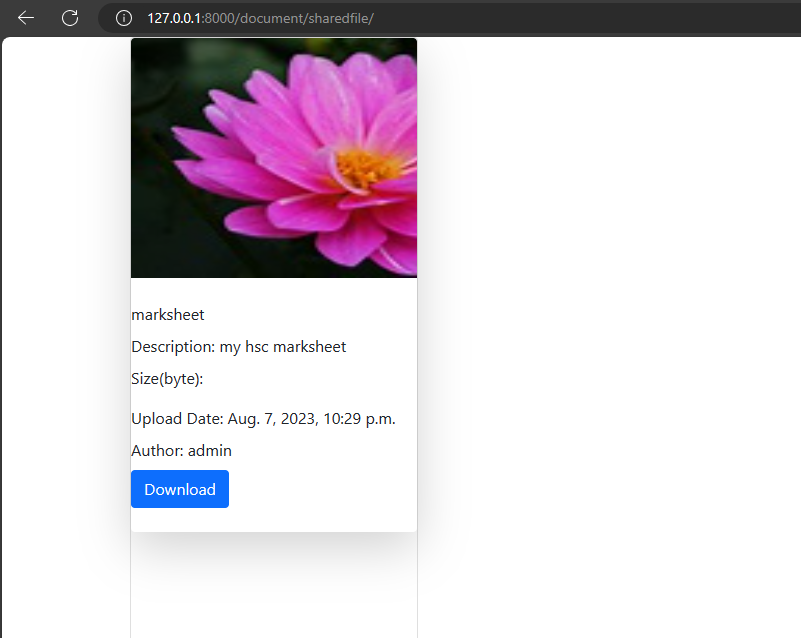 127.0.0.1:8000/document/sharedfile/
marksheet
Description: my hsc marksheet
Size(byte):
Upload Date: Aug. 7, 2023, 10:29 p.m.
Author: admin
Download